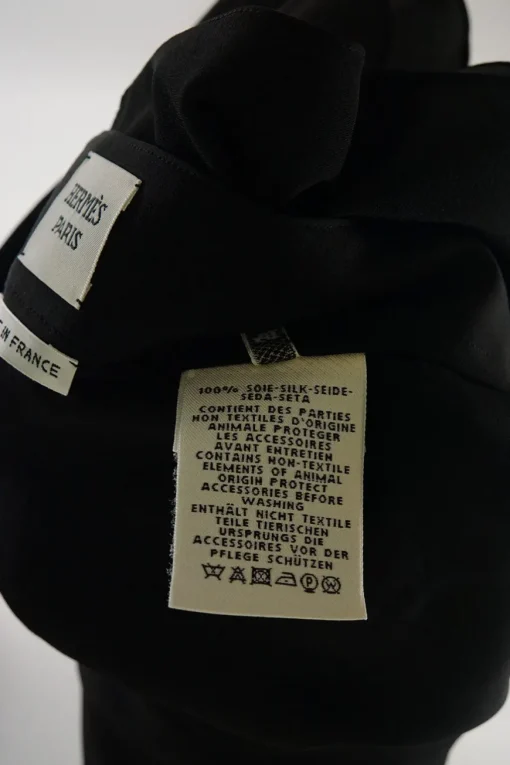 HERMÈS
PARIS
IN FRANCE
100% SOIE-SILK-SEIDE-
SEDA-SETA
CONTIENT DES PARTIES
NON TEXTILES D'ORIGINE
ANIMALE PROTEGER
LES ACCESSOIRES
AVANT ENTRETIEN
CONTAINS NON-TEXTILE
ELEMENTS OF ANIMAL
ORIGIN PROTECT
ACCESSORIES BEFORE
WASHING
ENTHÄLT NICHT TEXTILE
TEILE TIERISCHEN
URSPRUNGS DIE
ACCESSOIRES VOR DER
PFLEGE SCHÜTZEN